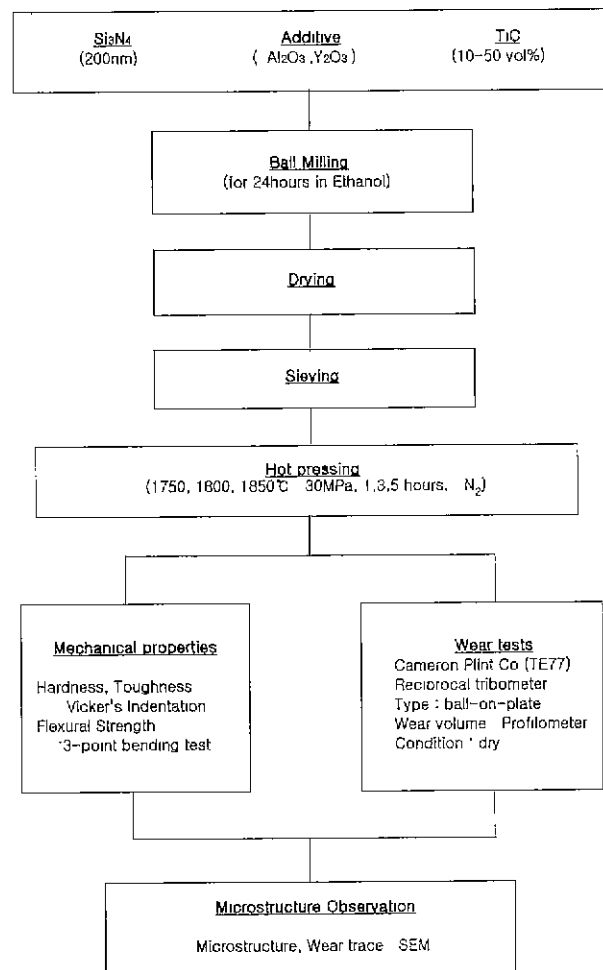 Si3N4 Additive TiC
(200nm) ( Al2O3 ,Y2O3 ) (10-50 vol%)
Ball Milling
(for 24hours in Ethanol)
Drying
Sieving
Hot pressing
(1750, 1800, 1850℃ 30MPa, 1,3,5 hours, N2)
Mechanical properties
Hardness, Toughness
Vicker's Indentation
Flexural Strength
3-point bending test
Wear tests
Cameron Plint Co (TE77)
Reciprocal tribometer
Type : ball-on-plate
Wear volume Profilometer
Condition : dry
Microstructure Observation
Microstructure, Wear trace SEM